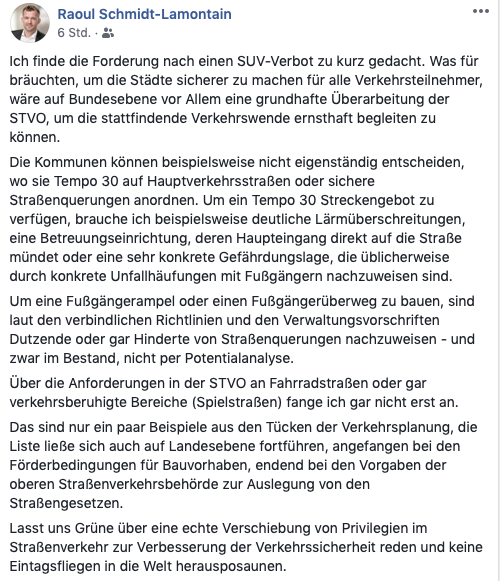 Raoul Schmidt-Lamontain
6 Std. ·
Ich finde die Forderung nach einen SUV-Verbot zu kurz gedacht. Was für
bräuchten, um die Städte sicherer zu machen für alle Verkehrsteilnehmer,
wäre auf Bundesebene vor Allem eine grundhafte Überarbeitung der
STVO, um die stattfindende Verkehrswende ernsthaft begleiten zu
können.
Die Kommunen können beispielsweise nicht eigenständig entscheiden,
wo sie Tempo 30 auf Hauptverkehrsstraßen oder sichere
Straßenquerungen anordnen. Um ein Tempo 30 Streckengebot zu
verfügen, brauche ich beispielsweise deutliche Lärmüberschreitungen,
eine Betreuungseinrichtung, deren Haupteingang direkt auf die Straße
mündet oder eine sehr konkrete Gefährdungslage, die üblicherweise
durch konkrete Unfallhäufungen mit Fußgängern nachzuweisen sind.
Um eine Fußgängerampel oder einen Fußgängerüberweg zu bauen, sind
laut den verbindlichen Richtlinien und den Verwaltungsvorschriften
Dutzende oder gar Hinderte von Straßenquerungen nachzuweisen - und
zwar im Bestand, nicht per Potentialanalyse.
Über die Anforderungen in der STVO an Fahrradstraßen oder gar
verkehrsberuhigte Bereiche (Spielstraßen) fange ich gar nicht erst an.
Das sind nur ein paar Beispiele aus den Tücken der Verkehrsplanung, die
Liste ließe sich auch auf Landesebene fortführen, angefangen bei den
Förderbedingungen für Bauvorhaben, endend bei den Vorgaben der
oberen Straßenverkehrsbehörde zur Auslegung von den
Straßengesetzen.
Lasst uns Grüne über eine echte Verschiebung von Privilegien im
Straßenverkehr zur Verbesserung der Verkehrssicherheit reden und keine
Eintagsfliegen in die Welt herausposaunen.